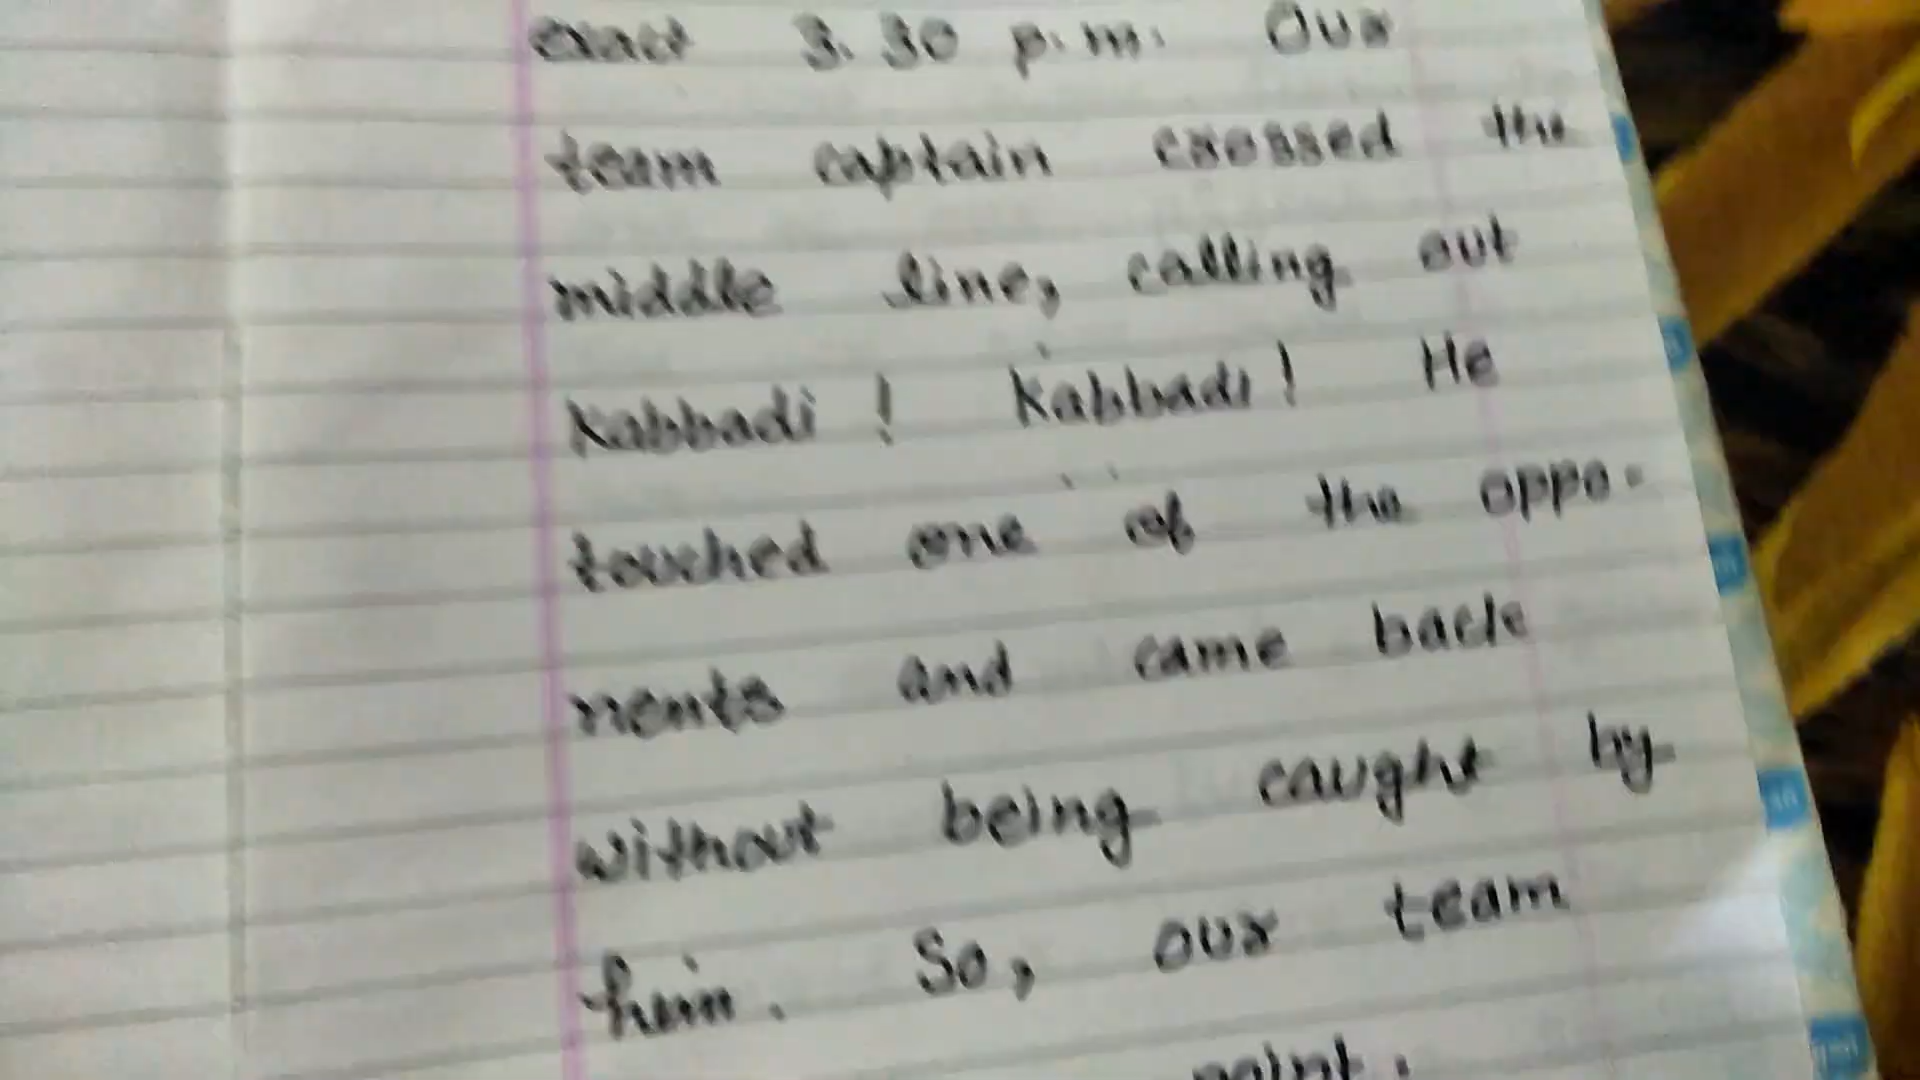 exact 3.30 p.m. Our
team captain crossed the
middle line, calling out
Kabbadi! Kabbadi! He
touched one of the oppo-
nents and came back
without being caught by
him. So, our team
point.